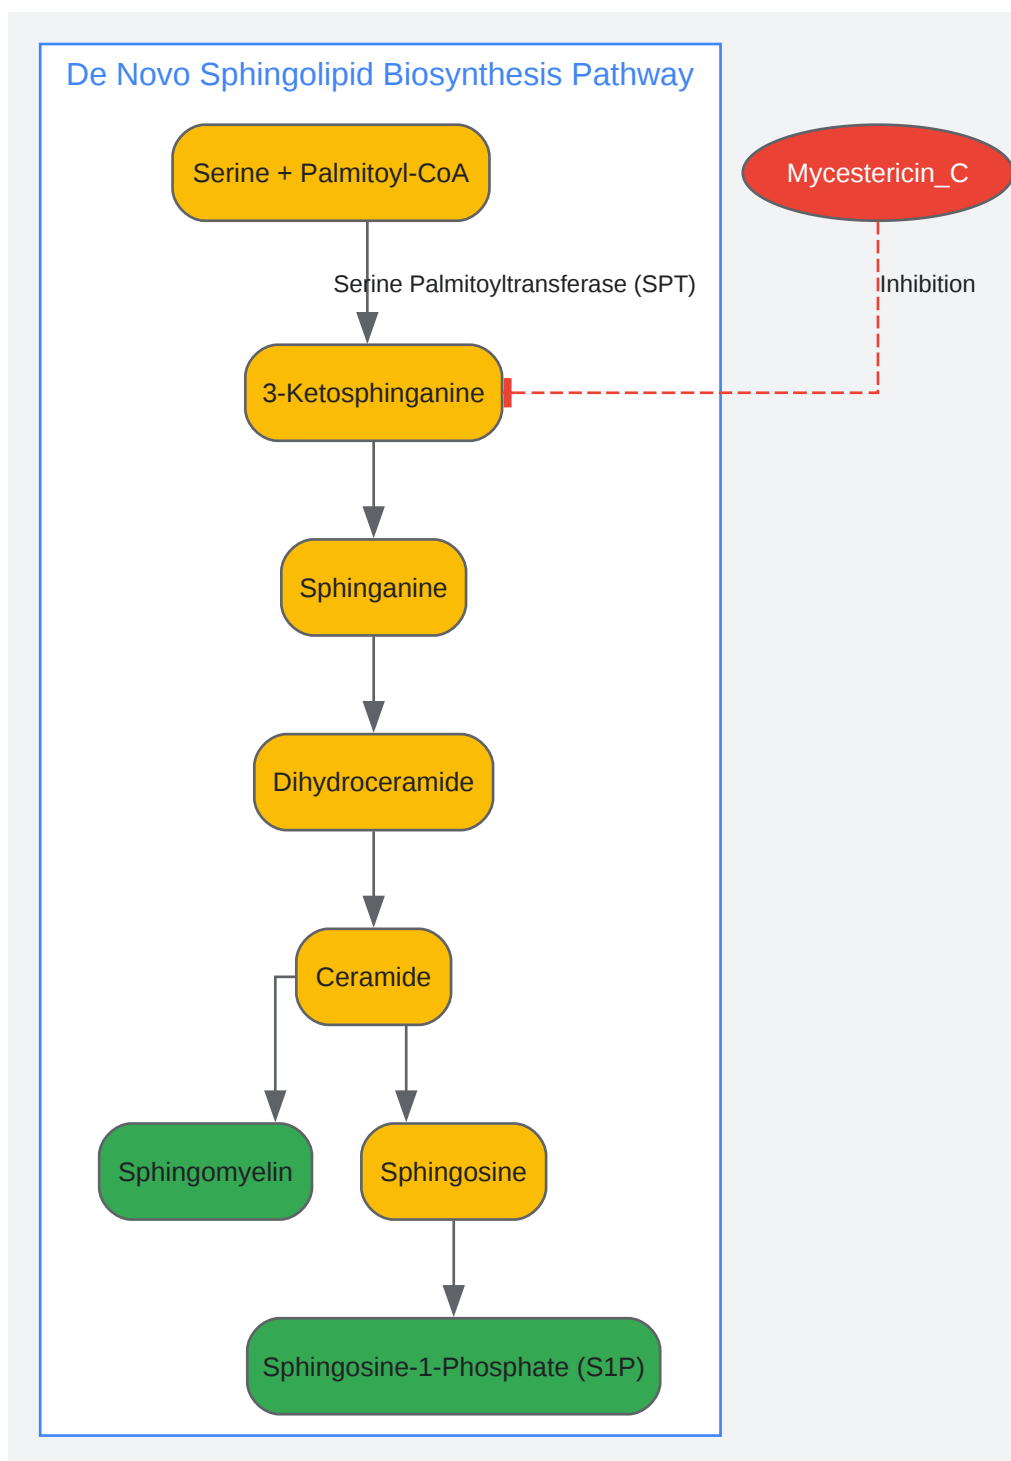 De Novo Sphingolipid Biosynthesis Pathway
Serine + Palmitoyl-CoA
Mycestericin_C
Serine Palmitoyltransferase (SPT)
Inhibition
3-Ketosphinganine
Sphinganine
Dihydroceramide
Ceramide
Sphingomyelin
Sphingosine
Sphingosine-1-Phosphate (S1P)